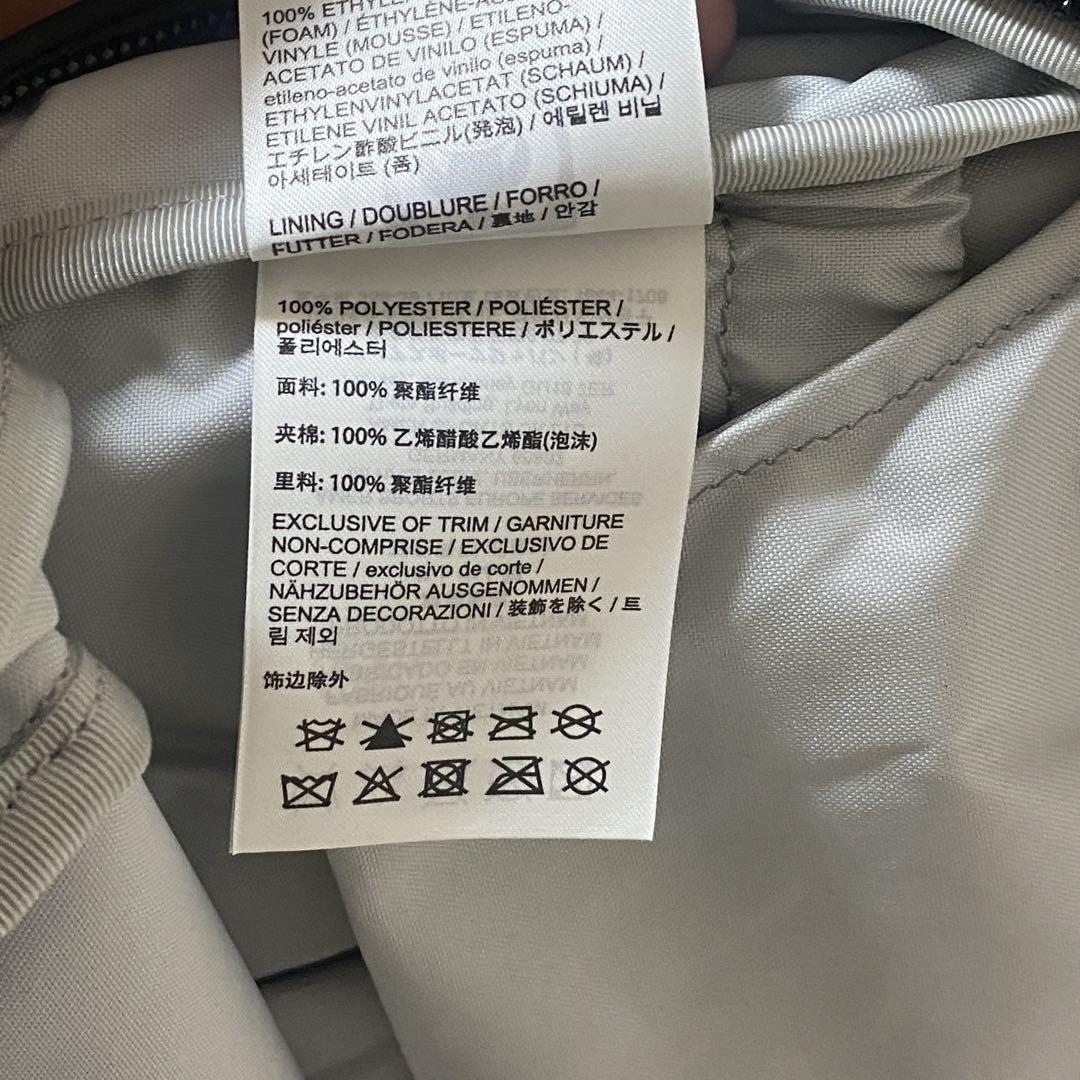 100% ETHYLÈNE-AC
(FOAM) / ÉTHYLÈNE-AC
VINYLE (MOUSSE) / ETILENO-
ACETATO DE VINILO (ESPUMA) /
etileno-acetato de vinilo (espuma) /
ETHYLENVINYLACETAT (SCHAUM) /
ETILENE VINIL ACETATO (SCHIUMA) /
エチレン酢酸ビニル(発泡) / 에틸렌 비닐
아세테이트 (폼)
LINING / DOUBLURE / FORRO /
FUTTER / FODERA / 裏地 / 안감
100% POLYESTER / POLIÉSTER /
poliéster / POLIESTERE / ポリエステル /
폴리에스터
面料: 100% 聚酯纤维
夹棉: 100% 乙烯醋酸乙烯酯(泡沫)
里料: 100% 聚酯纤维
EXCLUSIVE OF TRIM / GARNITURE
NON-COMPRISE / EXCLUSIVO DE
CORTE / exclusivo de corte /
NÄHZUBEHÖR AUSGENOMMEN /
SENZA DECORAZIONI / 装飾を除く / 트
림 제외
饰边除外